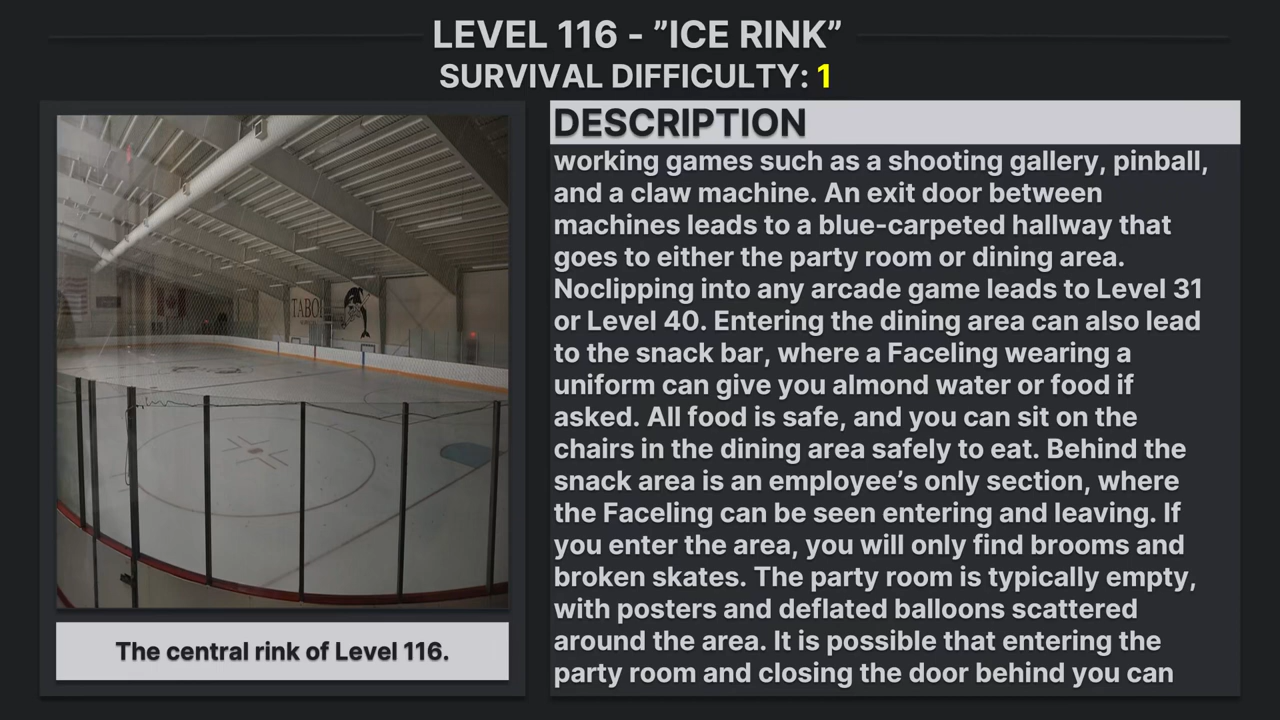 LEVEL 116 - ”ICE RINK”
SURVIVAL DIFFICULTY: 1
TABO
The central rink of Level 116.
DESCRIPTION
working games such as a shooting gallery, pinball,
and a claw machine. An exit door between
machines leads to a blue-carpeted hallway that
goes to either the party room or dining area.
Noclipping into any arcade game leads to Level 31
or Level 40. Entering the dining area can also lead
to the snack bar, where a Faceling wearing a
uniform can give you almond water or food if
asked. All food is safe, and you can sit on the
chairs in the dining area safely to eat. Behind the
snack area is an employee’s only section, where
the Faceling can be seen entering and leaving. If
you enter the area, you will only find brooms and
broken skates. The party room is typically empty,
with posters and deflated balloons scattered
around the area. It is possible that entering the
party room and closing the door behind you can